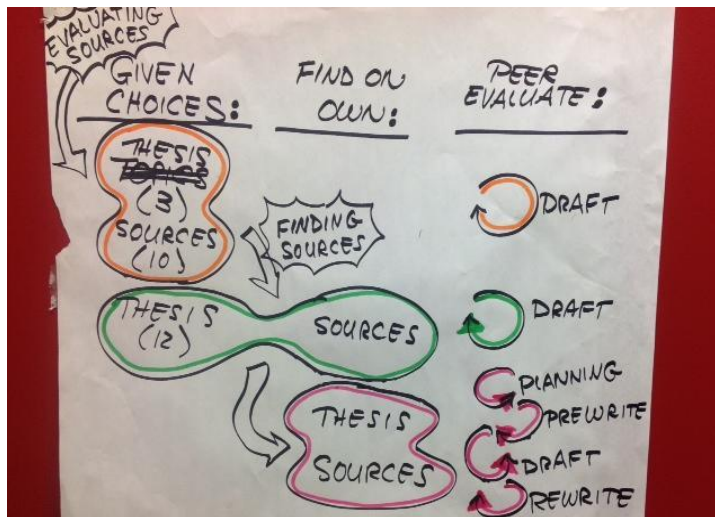 EVALUATING
SOURCES
GIVEN
CHOICES:
FIND ON
OWN:
PEER
EVALUATE:
THESIS
TOPICS
(3)
SOURCES
(10)
FINDING
SOURCES
DRAFT
THESIS
(12)
SOURCES
DRAFT
THESIS
SOURCES
PLANNING
PREWRITE
DRAFT
REWRITE